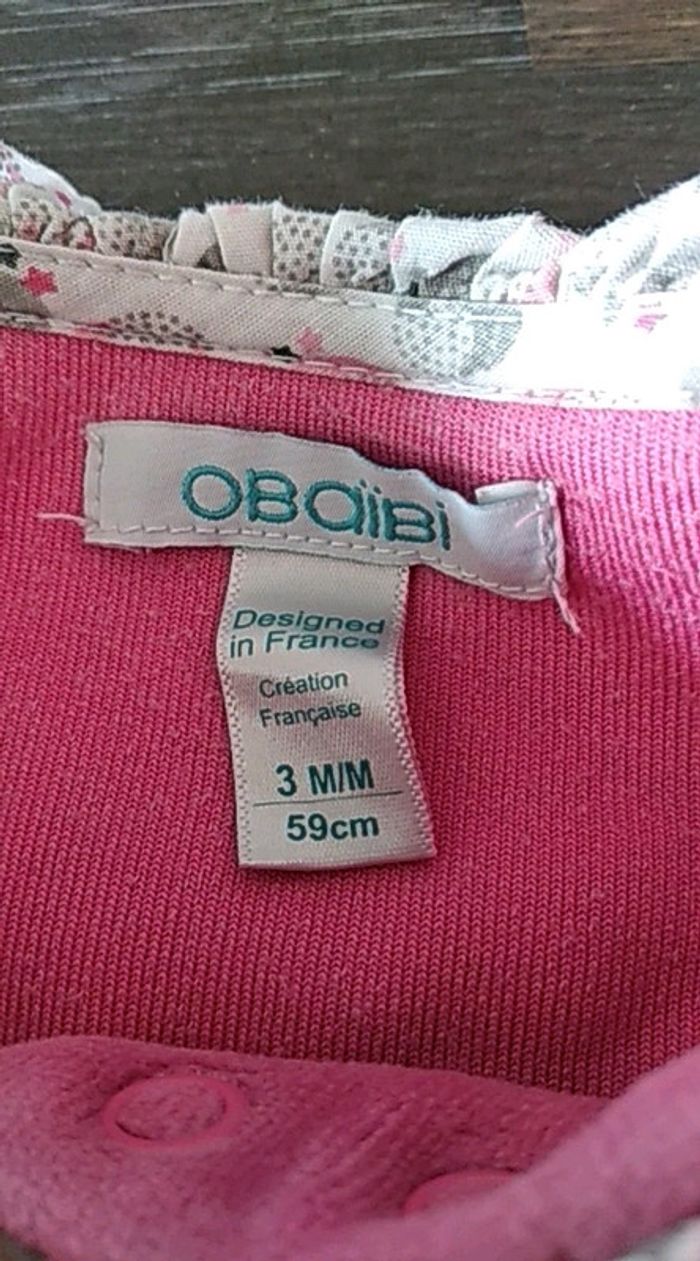 OBaïBi
Designed
in France
Création
Française
3 M/M
59cm